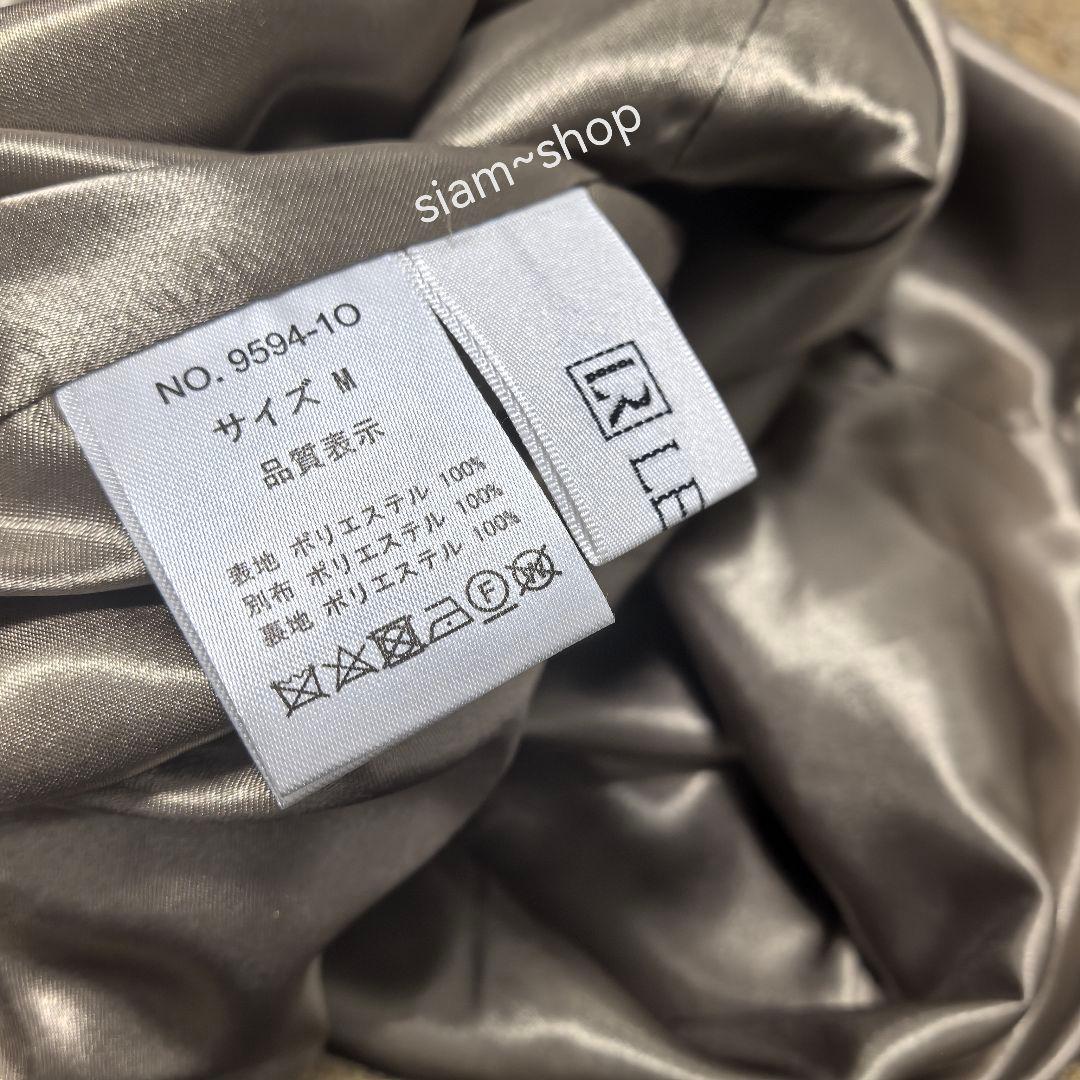 siam~shop
NO. 9594-10
サイズ M
品質表示
表地 ポリエステル 100%
別布 ポリエステル 100%
裏地 ポリエステル 100%
F
W
LR LE